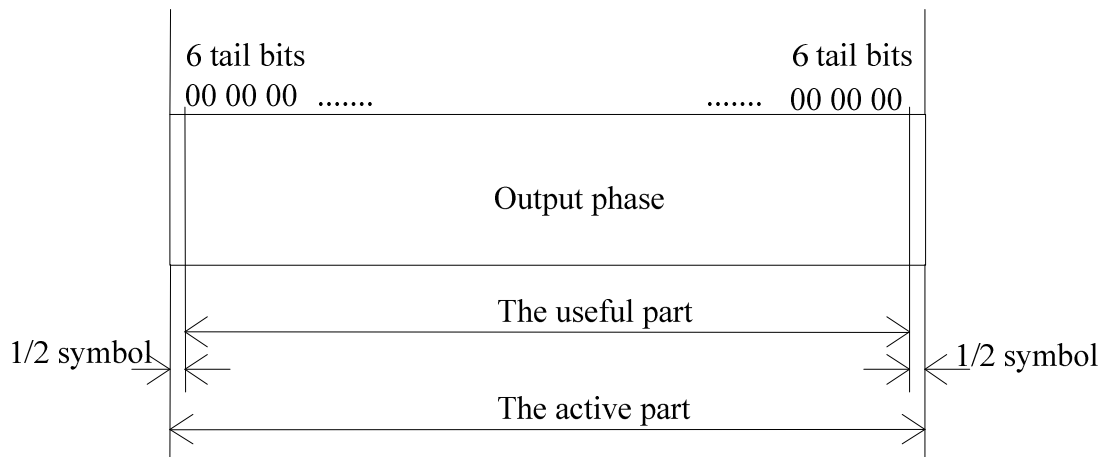 6 tail bits 6 tail bits
00 00 00 ....... ....... 00 00 00
Output phase
The useful part
1/2 symbol 1/2 symbol
The active part